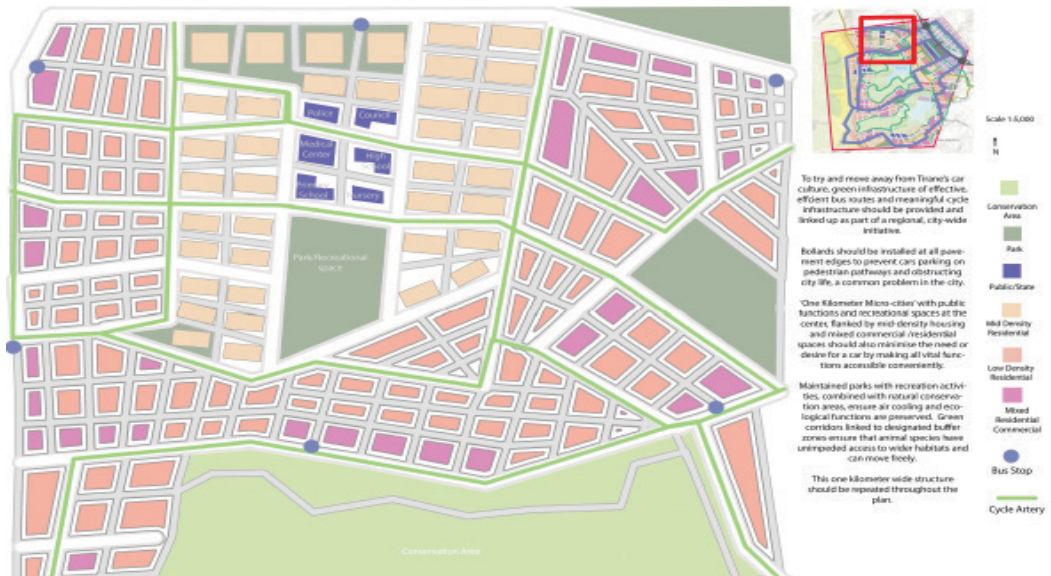 Police
Council
Medical
Center
High
School
Primary
School
Nursery
Park/Recreational
space
Conservation Area
Scale 1:5,000
N
To try and move away from Tirane's car
culture, green infrastructure of effective,
efficient bus routes and meaningful cycle
infrastructure should be provided and
linked up as part of a regional, city-wide
initiative.
Bollards should be installed at all pave-
ment edges to prevent cars parking on
pedestrian pathways and obstructing
city life, a common problem in the city.
'One Kilometer Micro-cities' with public
functions and recreational spaces at the
center, flanked by mid-density housing
and mixed commercial /residential
spaces should also minimise the need or
desire for a car by making all vital func-
tions accessible conveniently.
Maintained parks with recreation activi-
ties, combined with natural conserva-
tion areas, ensure air cooling and eco-
logical functions are preserved. Green
corridors linked to designated buffer
zones ensure that animal species have
unimpeded access to wider habitats and
can move freely.
This one kilometer wide structure
should be repeated throughout the
plan.
Conservation
Area
Park
Public/State
Mid Density
Residential
Low Density
Residential
Mixed
Residential
Commercial
Bus Stop
Cycle Artery